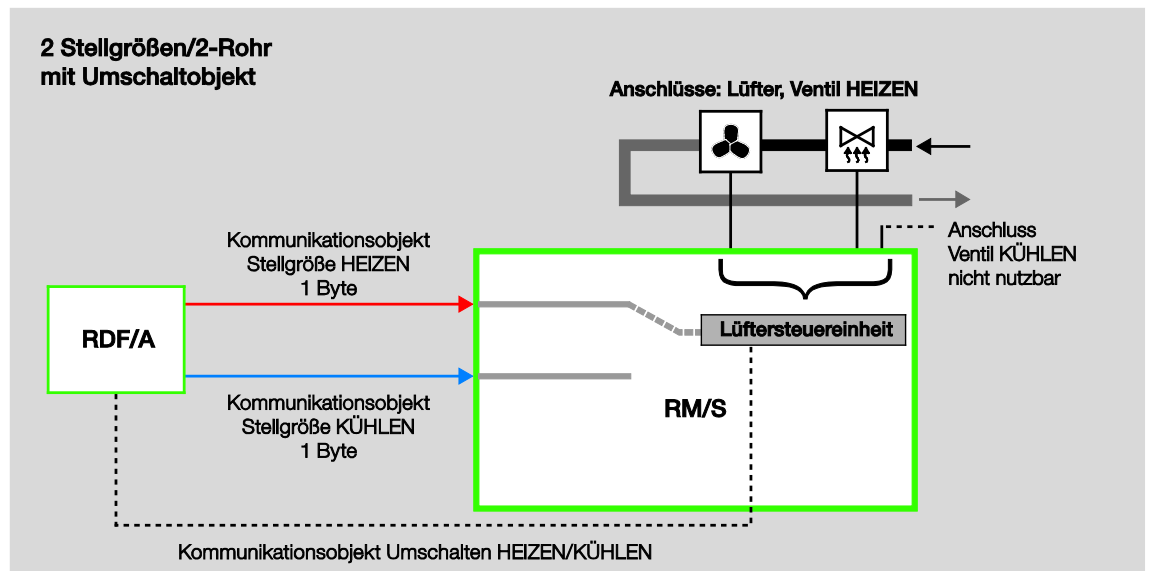 2 Stellgrößen/2-Rohr
mit Umschaltobjekt
Anschlüsse: Lüfter, Ventil HEIZEN
Anschluss
Ventil KÜHLEN
nicht nutzbar
Kommunikationsobjekt
Stellgröße HEIZEN
1 Byte
RDF/A
Lüftersteuereinheit
RM/S
Kommunikationsobjekt
Stellgröße KÜHLEN
1 Byte
Kommunikationsobjekt Umschalten HEIZEN/KÜHLEN